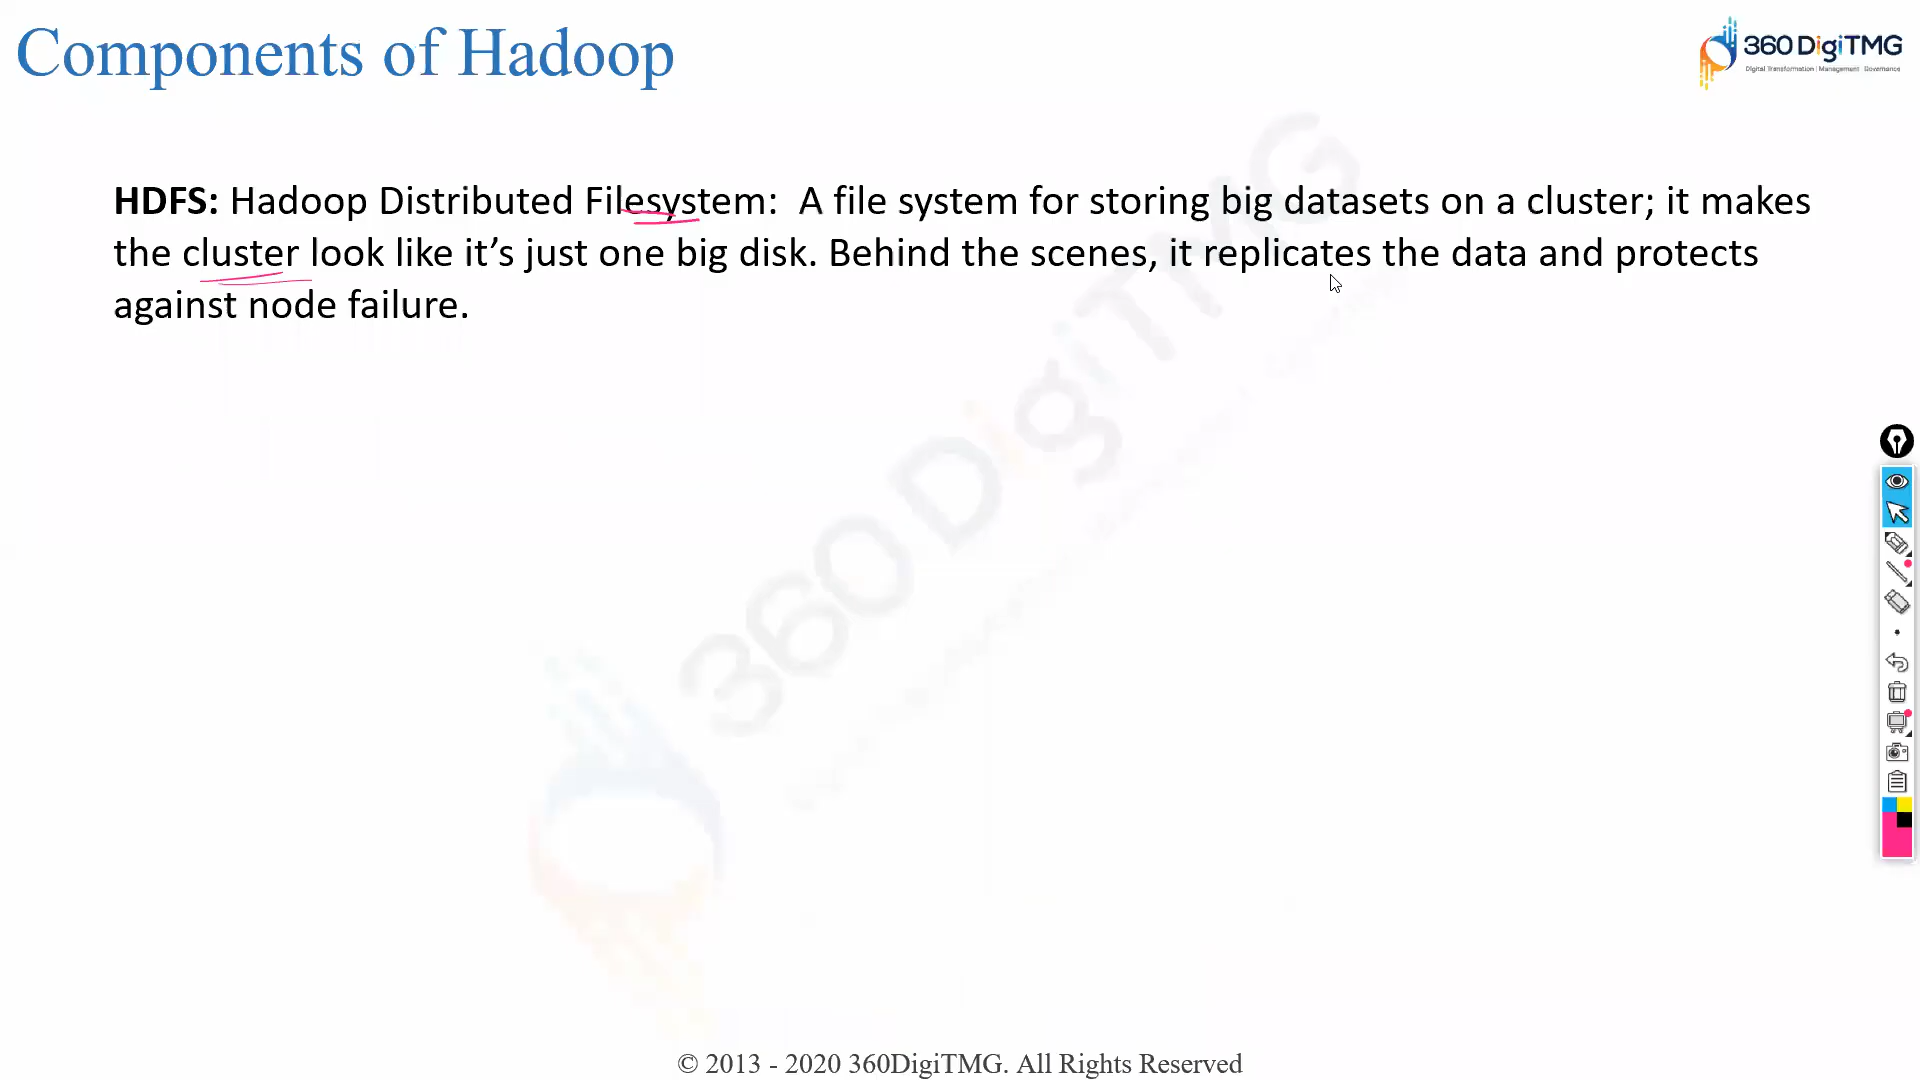 Components of Hadoop
360 DigiTMG
Digital Transformation | Management | Governance
HDFS: Hadoop Distributed Filesystem: A file system for storing big datasets on a cluster; it makes
the cluster look like it’s just one big disk. Behind the scenes, it replicates the data and protects
against node failure.
360DigiTMG
© 2013 - 2020 360DigiTMG. All Rights Reserved